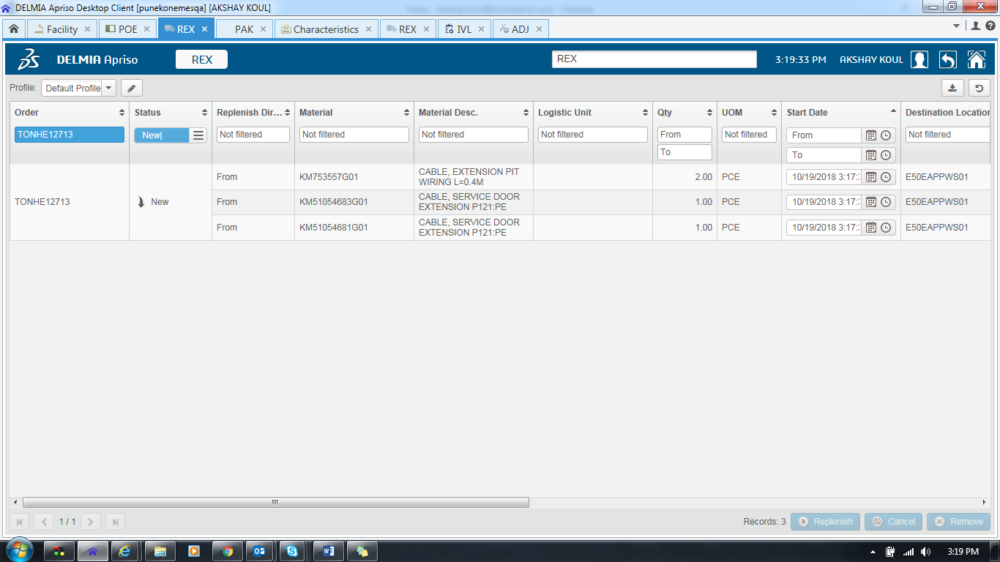 DELMIA Apriso Desktop Client [punekonemesqa] [AKSHAY KOUL]
Facility POE REX PAK Characteristics REX IVL ADJ
DELMIA Apriso REX REX 3:19:33 PM AKSHAY KOUL
Profile: Default Profile
Order Status Replenish Dir... Material Material Desc. Logistic Unit Qty UOM Start Date Destination Location
TONHE12713 New Not filtered Not filtered Not filtered Not filtered From Not filtered From Not filtered
To To
From KM753557G01 CABLE, EXTENSION PIT WIRING L=0.4M 2.00 PCE 10/19/2018 3:17: E50EAPPWS01
TONHE12713 New From KM51054683G01 CABLE, SERVICE DOOR EXTENSION P121:PE 1.00 PCE 10/19/2018 3:17: E50EAPPWS01
From KM51054681G01 CABLE, SERVICE DOOR EXTENSION P121:PE 1.00 PCE 10/19/2018 3:17: E50EAPPWS01
1 / 1 Records: 3 Replenish Cancel Remove
3:19 PM